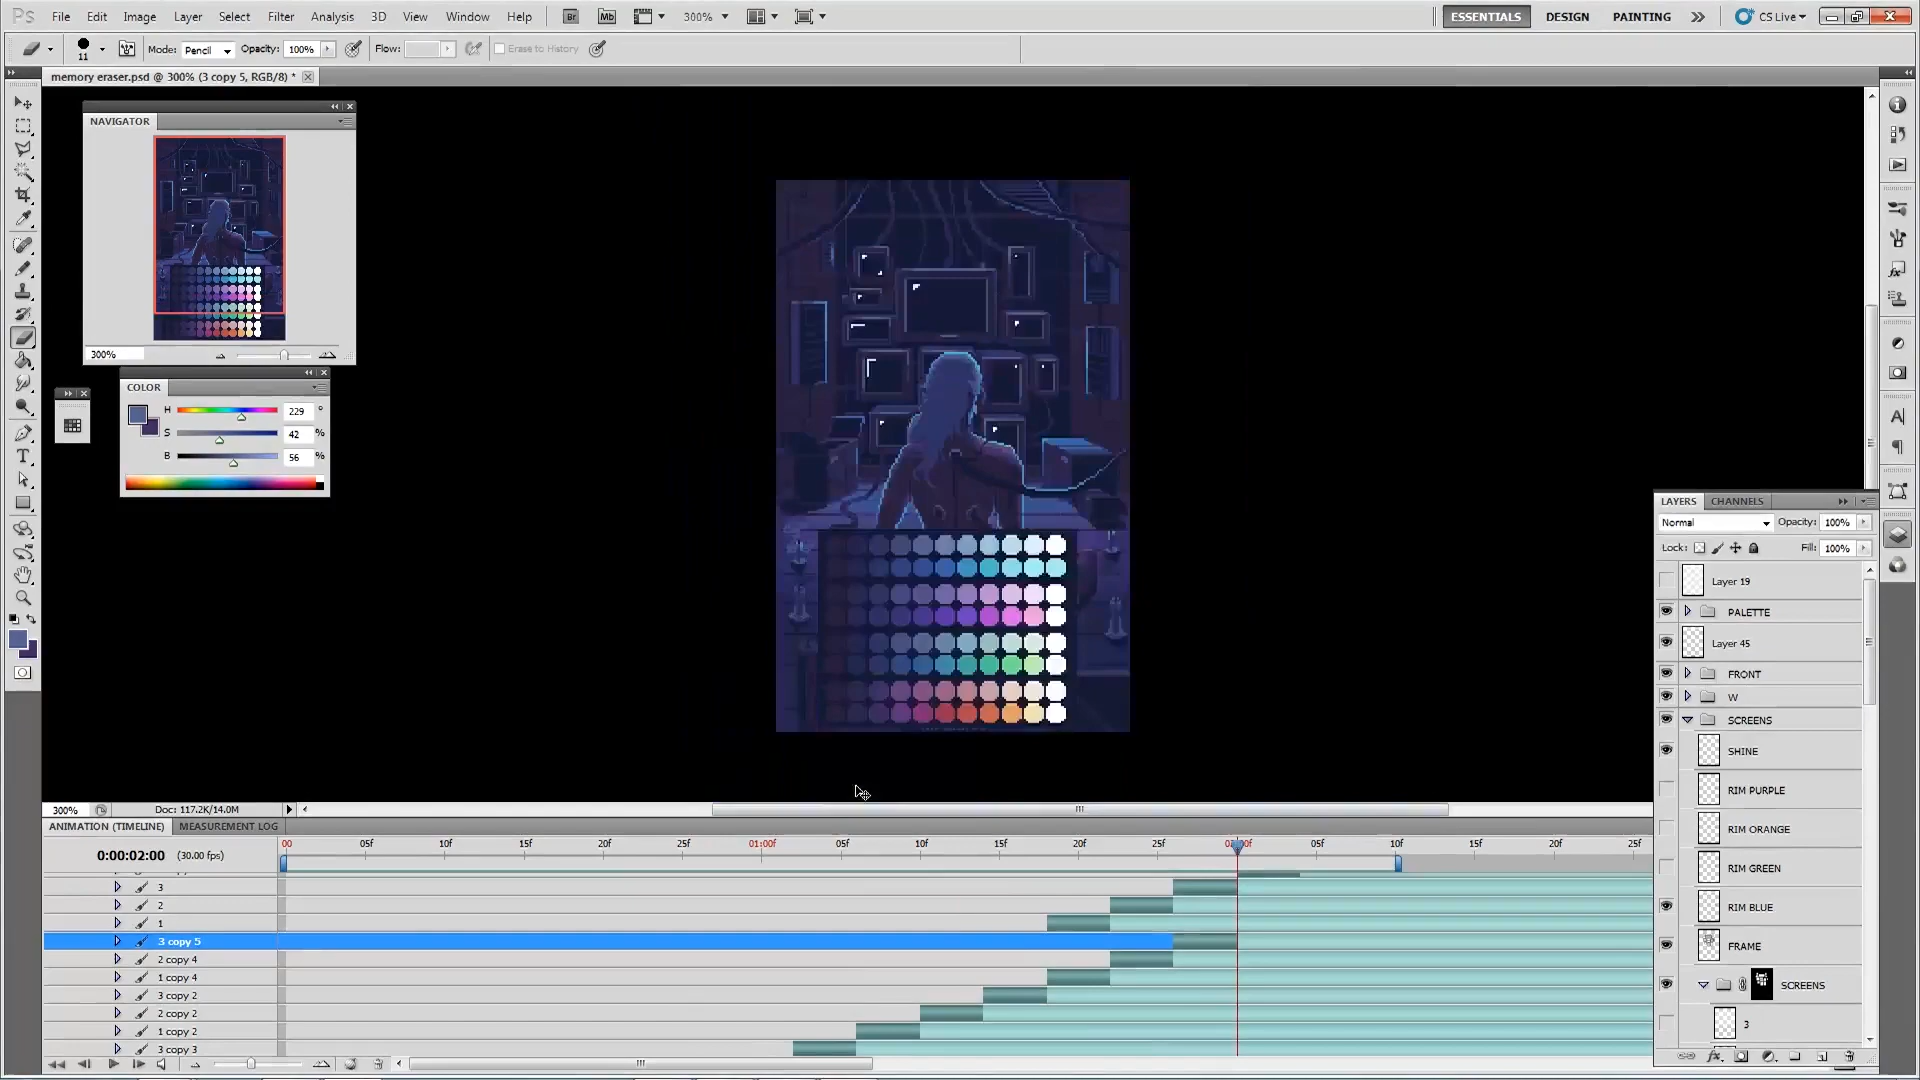 Ps File Edit Image Layer Select Filter Analysis 3D View Window Help Br Mb 300% ESSENTIALS DESIGN PAINTING CS Live
11 Mode: Pencil Opacity: 100% Flow: Erase to History
memory eraser.psd @ 300% (3 copy 5, RGB/8) *
NAVIGATOR
300%
COLOR
H 229 °
S 42 %
B 56 %
LAYERS CHANNELS
Normal Opacity: 100%
Lock: Fill: 100%
Layer 19
PALETTE
Layer 45
FRONT
W
SCREENS
SHINE
RIM PURPLE
RIM ORANGE
RIM GREEN
RIM BLUE
FRAME
SCREENS
3
300% Doc: 117.2K/14.0M
ANIMATION (TIMELINE) MEASUREMENT LOG
0:00:02:00 (30.00 fps) 00 05f 10f 15f 20f 25f 01:00f 05f 10f 15f 20f 25f 05f 10f 15f 20f 25f
3
2
1
3 copy 5
2 copy 4
1 copy 4
3 copy 2
2 copy 2
1 copy 2
3 copy 3